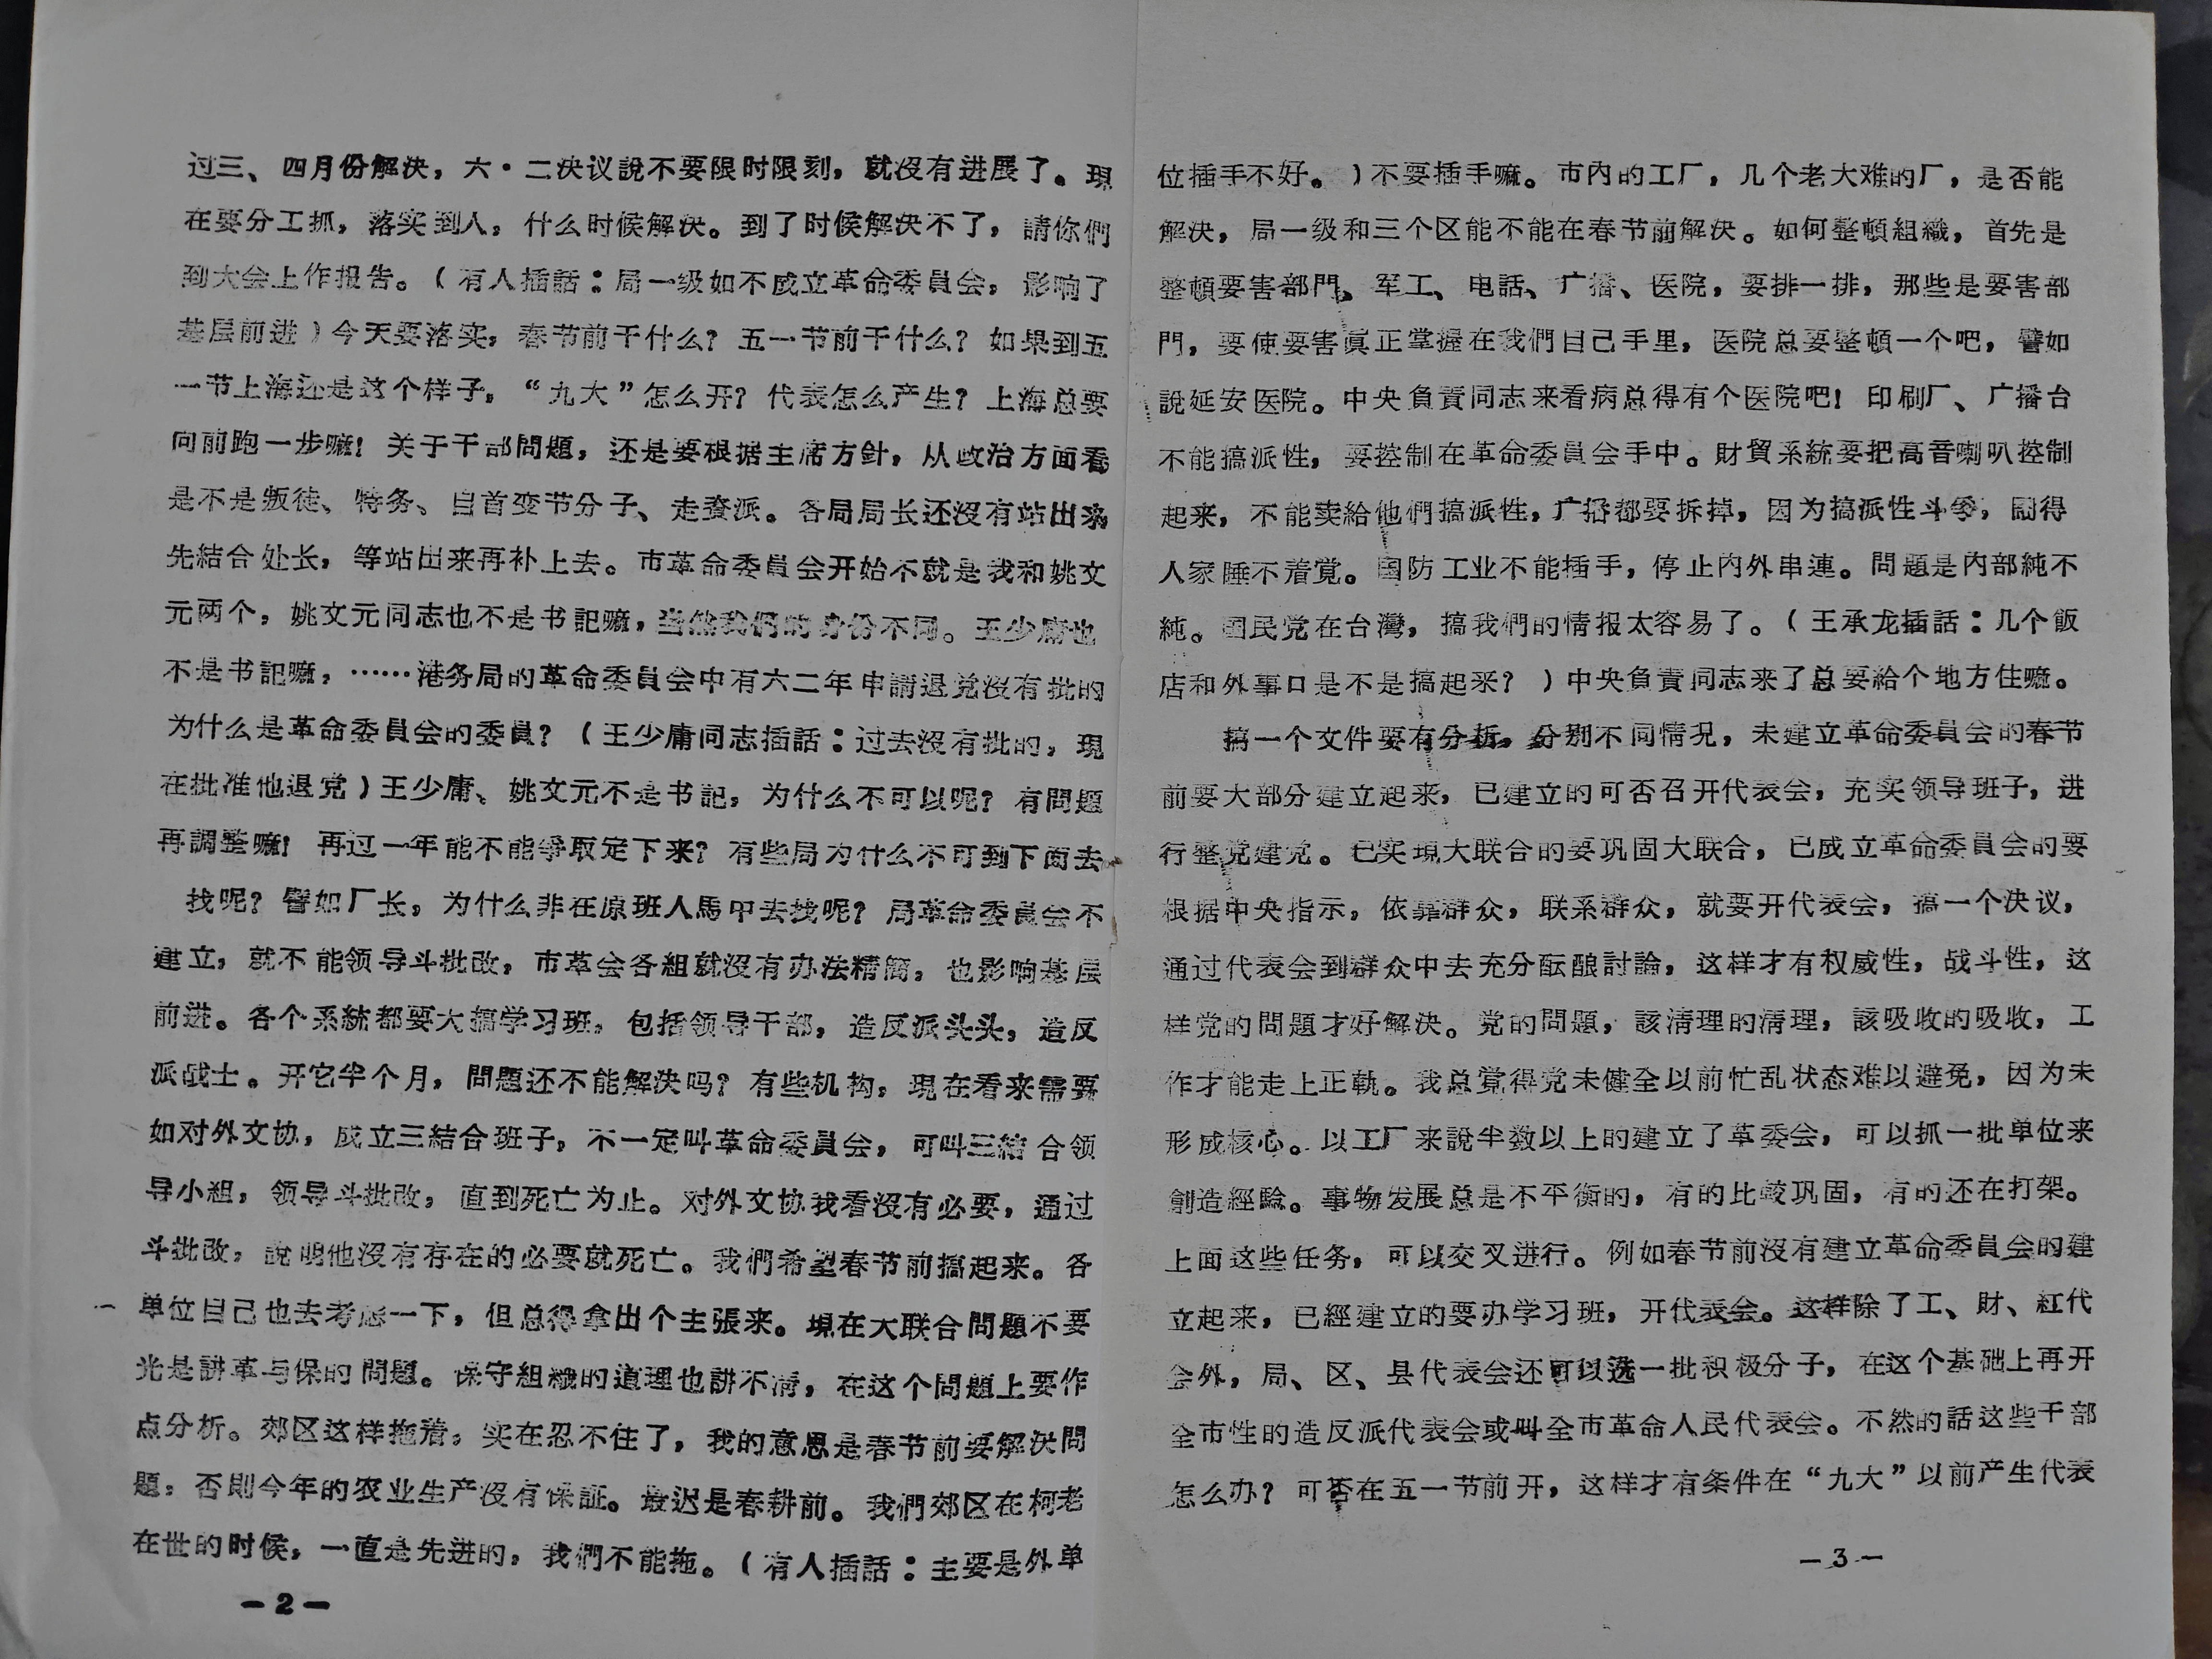 过三、四月份解决，六·二决议說不要限时限刻，就沒有进展了。現
在要分工抓，落实到人，什么时候解决。到了时候解决不了，請你們
到大会上作报告。（有人插話：局一级如不成立革命委員会，影响了
基层前进）今天要落实，春节前干什么？五一节前干什么？如果到五
一节上海还是这个样子，“九大”怎么开？代表怎么产生？上海总要
向前跑一步嘛！关于干部問題，还是要根据主席方針，从政治方面看
是不是叛徒、特务、自首变节分子、走資派。各局局长还沒有站出来
先結合处长，等站出来再补上去。市革命委員会开始不就是我和姚文
元两个，姚文元同志也不是书記嘛，当然我們的身份不同。王少庸也
不是书記嘛，……港务局的革命委員会中有六二年申請退党沒有批的
为什么是革命委員会的委員？（王少庸同志插話：过去沒有批的，現
在批准他退党）王少庸、姚文元不是书記，为什么不可以呢？有問題
再調整嘛！再过一年能不能爭取定下来？有些局为什么不可到下面去
找呢？譬如厂长，为什么非在原班人馬中去找呢？局革命委員会不
建立，就不能领导斗批改，市革会各組就沒有办法精简，也影响基层
前进。各个系統都要大搞学习班，包括领导干部，造反派头头，造反
派战士。开它半个月，問題还不能解决吗？有些机构，現在看来需要
如对外文协，成立三結合班子，不一定叫革命委員会，可叫三結合领
导小組，领导斗批改，直到死亡为止。对外文协我看沒有必要，通过
斗批改，說明他沒有存在的必要就死亡。我們希望春节前搞起来。各
单位自己也去考虑一下，但总得拿出个主張来。現在大联合問題不要
光是講革与保的問題。保守組織的道理也講不清，在这个問題上要作
点分析。郊区这样拖着，实在忍不住了，我的意思是春节前要解决問
題，否則今年的农业生产沒有保証。最迟是春耕前。我們郊区在柯老
在世的时候，一直是先进的，我們不能拖。（有人插話：主要是外单
—2—
位插手不好。）不要插手嘛。市内的工厂，几个老大难的厂，是否能
解决，局一级和三个区能不能在春节前解决。如何整頓組織，首先是
整頓要害部門、军工、电話、广播、医院，要排一排，那些是要害部
門，要使要害眞正掌握在我們自己手里，医院总要整頓一个吧，譬如
說延安医院。中央負責同志来看病总得有个医院吧！印刷厂、广播台
不能搞派性，要控制在革命委員会手中。財貿系統要把高音喇叭控制
起来，不能卖給他們搞派性，广播都要拆掉，因为搞派性斗爭，鬧得
人家睡不着覚。国防工业不能插手，停止内外串連。問題是内部純不
純。国民党在台灣，搞我們的情报太容易了。（王承龙插話：几个飯
店和外事口是不是搞起来？）中央負責同志来了总要給个地方住嘛。
搞一个文件要有分析，分别不同情况，未建立革命委員会的春节
前要大部分建立起来，已建立的可否召开代表会，充实领导班子，进
行整党建党。已实現大联合的要巩固大联合，已成立革命委員会的要
根据中央指示，依靠群众，联系群众，就要开代表会，搞一个决议，
通过代表会到群众中去充分酝酿討論，这样才有权威性，战斗性，这
样党的問題才好解决。党的問題，該清理的清理，該吸收的吸收，工
作才能走上正軌。我总覚得党未健全以前忙乱状态难以避免，因为未
形成核心。以工厂来說半数以上的建立了革委会，可以抓一批单位来
創造經驗。事物发展总是不平衡的，有的比較巩固，有的还在打架。
上面这些任务，可以交叉进行。例如春节前沒有建立革命委員会的建
立起来，已經建立的要办学习班，开代表会。这样除了工、財、紅代
会外，局、区、县代表会还可以选一批积极分子，在这个基础上再开
全市性的造反派代表会或叫全市革命人民代表会。不然的話这些干部
怎么办？可否在五一节前开，这样才有条件在“九大”以前产生代表
—3—